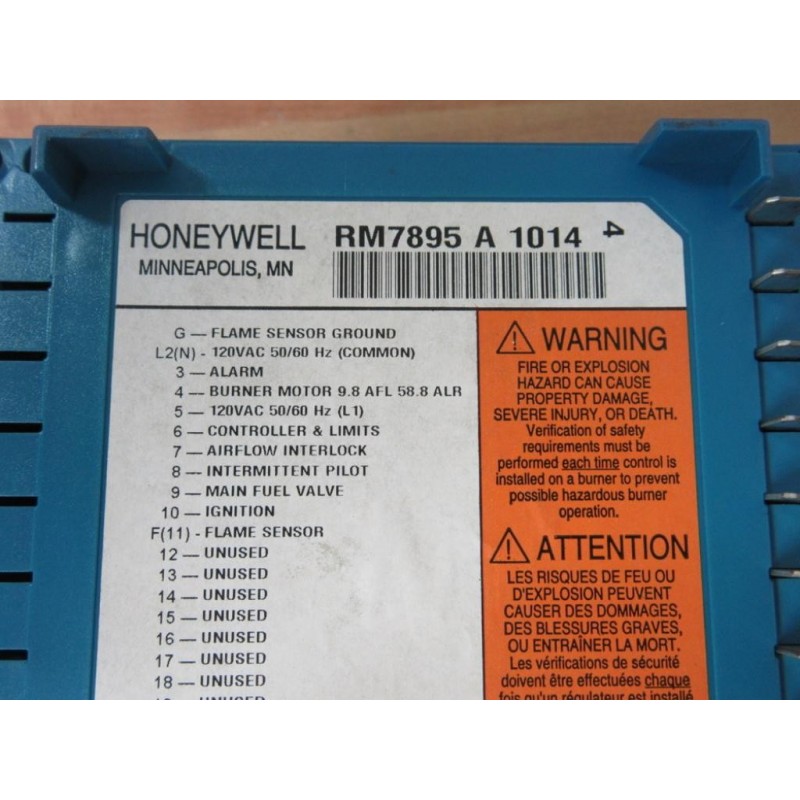 HONEYWELL
MINNEAPOLIS, MN
RM7895 A 1014 4
G — FLAME SENSOR GROUND
L2(N) - 120VAC 50/60 Hz (COMMON)
3 — ALARM
4 — BURNER MOTOR 9.8 AFL 58.8 ALR
5 — 120VAC 50/60 Hz (L1)
6 — CONTROLLER & LIMITS
7 — AIRFLOW INTERLOCK
8 — INTERMITTENT PILOT
9 — MAIN FUEL VALVE
10 — IGNITION
F(11) - FLAME SENSOR
12 — UNUSED
13 — UNUSED
14 — UNUSED
15 — UNUSED
16 — UNUSED
17 — UNUSED
18 — UNUSED
WARNING
FIRE OR EXPLOSION
HAZARD CAN CAUSE
PROPERTY DAMAGE,
SEVERE INJURY, OR DEATH.
Verification of safety
requirements must be
performed each time control is
installed on a burner to prevent
possible hazardous burner
operation.
ATTENTION
LES RISQUES DE FEU OU
D'EXPLOSION PEUVENT
CAUSER DES DOMMAGES,
DES BLESSURES GRAVES,
OU ENTRAÎNER LA MORT.
Les vérifications de sécurité
doivent être effectuées chaque
fois qu'un régulateur est installé